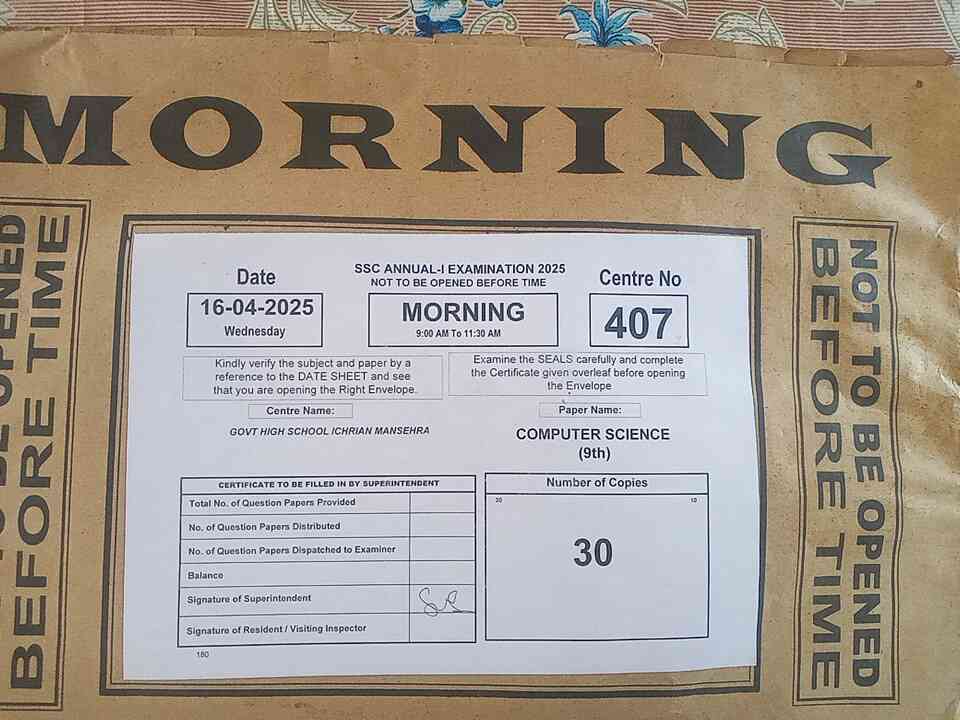 MORNING
Date
16-04-2025
Wednesday
SSC ANNUAL-I EXAMINATION 2025
NOT TO BE OPENED BEFORE TIME
MORNING
9:00 AM To 11:30 AM
Centre No
407
Kindly verify the subject and paper by a
reference to the DATE SHEET and see
that you are opening the Right Envelope.
Examine the SEALS carefully and complete
the Certificate given overleaf before opening
the Envelope
Centre Name:
GOVT HIGH SCHOOL ICHRIAN MANSEHRA
Paper Name:
COMPUTER SCIENCE
(9th)
CERTIFICATE TO BE FILLED IN BY SUPERINTENDENT
Total No. of Question Papers Provided
No. of Question Papers Distributed
No. of Question Papers Dispatched to Examiner
Balance
Signature of Superintendent
Signature of Resident / Visiting Inspector
180
Number of Copies
20 10
30
OPENED
BEFORE TIME
NOT TO BE OPENED
BEFORE TIME